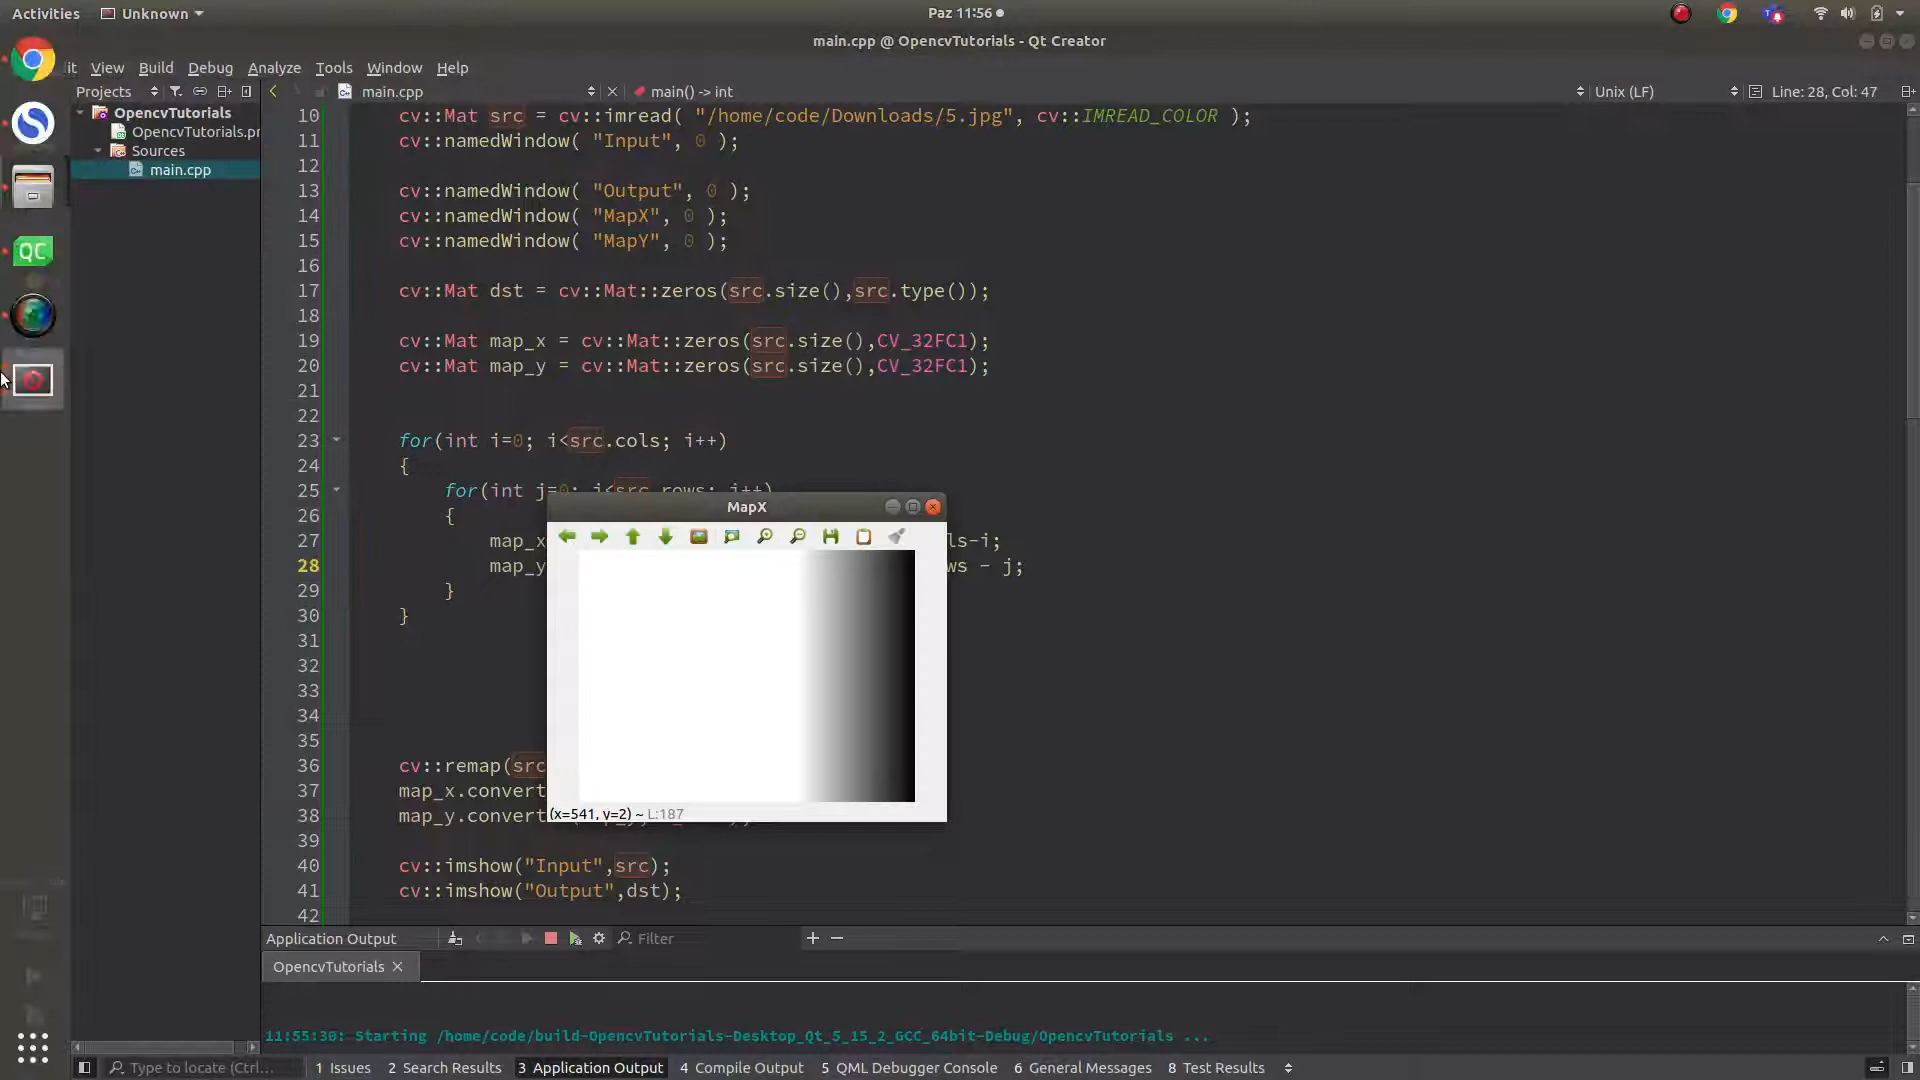 Activities Unknown Paz 11:56
main.cpp @ OpencvTutorials - Qt Creator
it View Build Debug Analyze Tools Window Help
Projects main.cpp main() -> int Unix (LF) Line: 28, Col: 47
OpencvTutorials
OpencvTutorials.pr
Sources
main.cpp
10 cv::Mat src = cv::imread( "/home/code/Downloads/5.jpg", cv::IMREAD_COLOR );
11 cv::namedWindow( "Input", 0 );
12
13 cv::namedWindow( "Output", 0 );
14 cv::namedWindow( "MapX", 0 );
15 cv::namedWindow( "MapY", 0 );
16
17 cv::Mat dst = cv::Mat::zeros(src.size(),src.type());
18
19 cv::Mat map_x = cv::Mat::zeros(src.size(),CV_32FC1);
20 cv::Mat map_y = cv::Mat::zeros(src.size(),CV_32FC1);
21
22
23 for(int i=0; i<src.cols; i++)
24 {
25 for(int j=0;
26 {
27 map_x ls-i;
28 map_y ws - j;
29 }
30 }
31
32
33
34
35
36 cv::remap(src
37 map_x.convert
38 map_y.convert
39
40 cv::imshow("Input",src);
41 cv::imshow("Output",dst);
42
MapX
(x=541, y=2) ~ L:187
QC
Application Output Filter
OpencvTutorials
11:55:30: Starting /home/code/build-OpencvTutorials-Desktop_Qt_5_15_2_GCC_64bit-Debug/OpencvTutorials ...
Type to locate (Ctrl... 1 Issues 2 Search Results 3 Application Output 4 Compile Output 5 QML Debugger Console 6 General Messages 8 Test Results